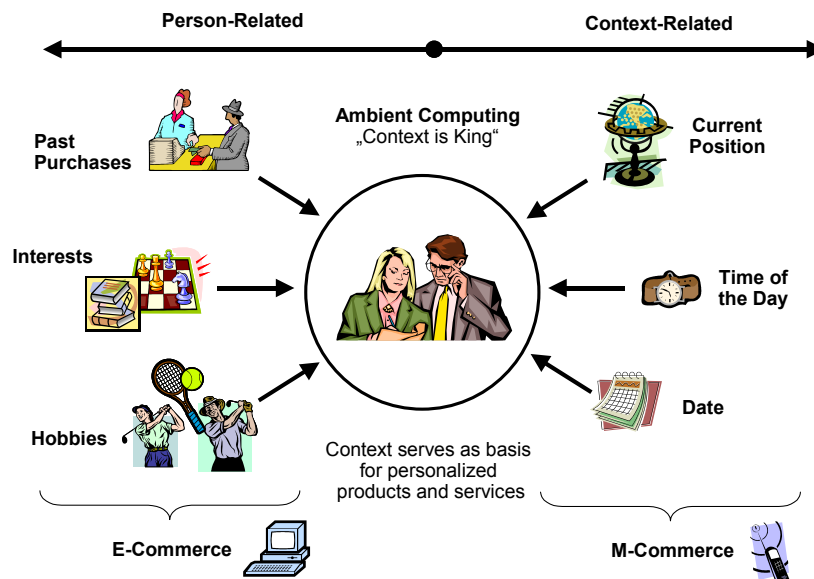 Person-Related
Context-Related
Ambient Computing
„Context is King“
Past
Purchases
Current
Position
Interests
Time of
the Day
Hobbies
Date
Context serves as basis
for personalized
products and services
E-Commerce
M-Commerce